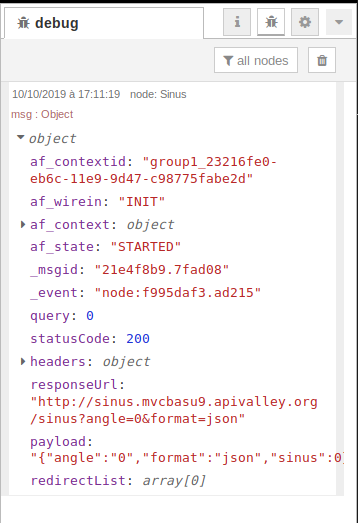 debug
all nodes
10/10/2019 à 17:11:19 node: Sinus
msg : Object
object
af_contextid: "group1_23216fe0-
eb6c-11e9-9d47-c98775fabe2d"
af_wirein: "INIT"
af_context: object
af_state: "STARTED"
_msgid: "21e4f8b9.7fad08"
_event: "node:f995daf3.ad215"
query: 0
statusCode: 200
headers: object
responseUrl:
"http://sinus.mvcbasu9.apivalley.org
/sinus?angle=0&format=json"
payload:
"{"angle":"0","format":"json","sinus":0
redirectList: array[0]